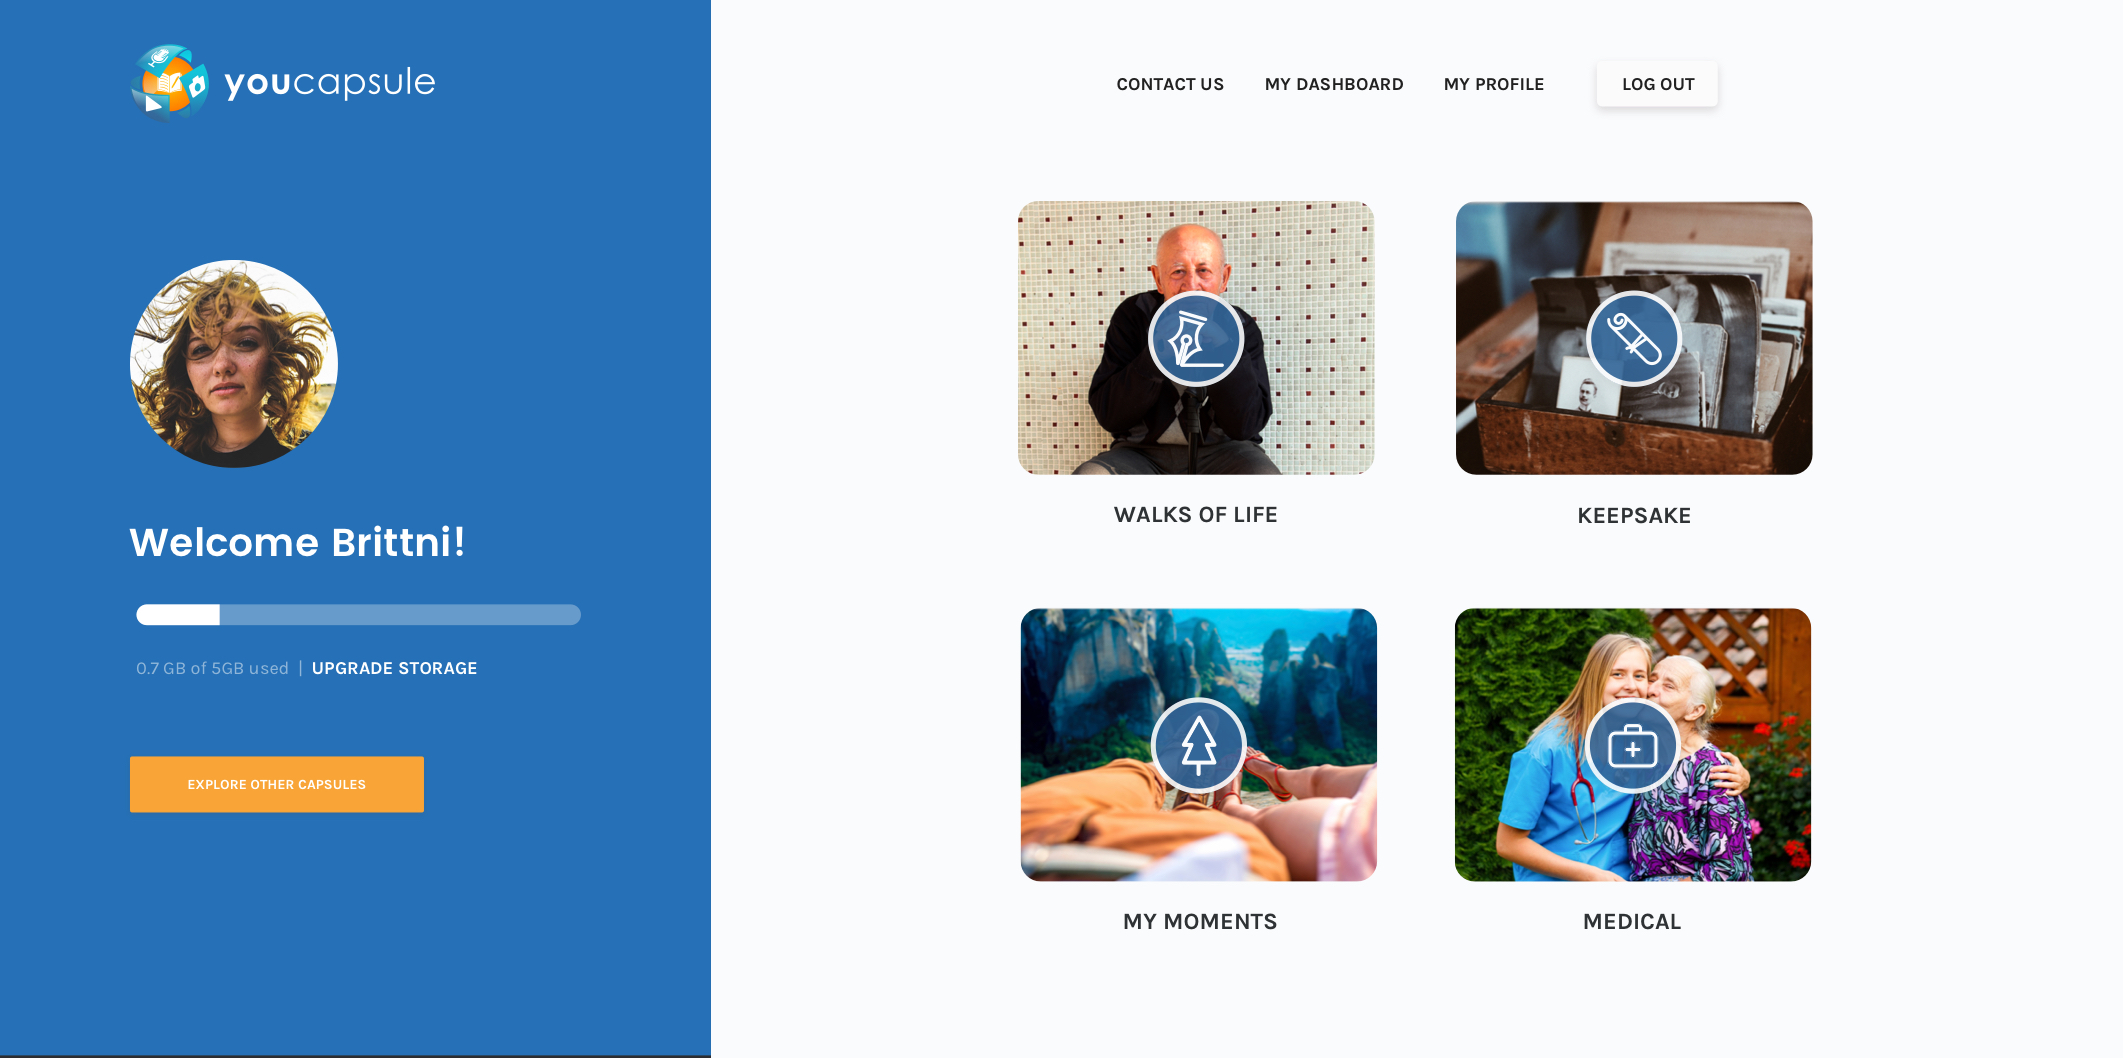 youcapsule
CONTACT US
MY DASHBOARD
MY PROFILE
LOG OUT
Welcome Brittni!
0.7 GB of 5GB used | UPGRADE STORAGE
EXPLORE OTHER CAPSULES
WALKS OF LIFE
KEEPSAKE
MY MOMENTS
MEDICAL